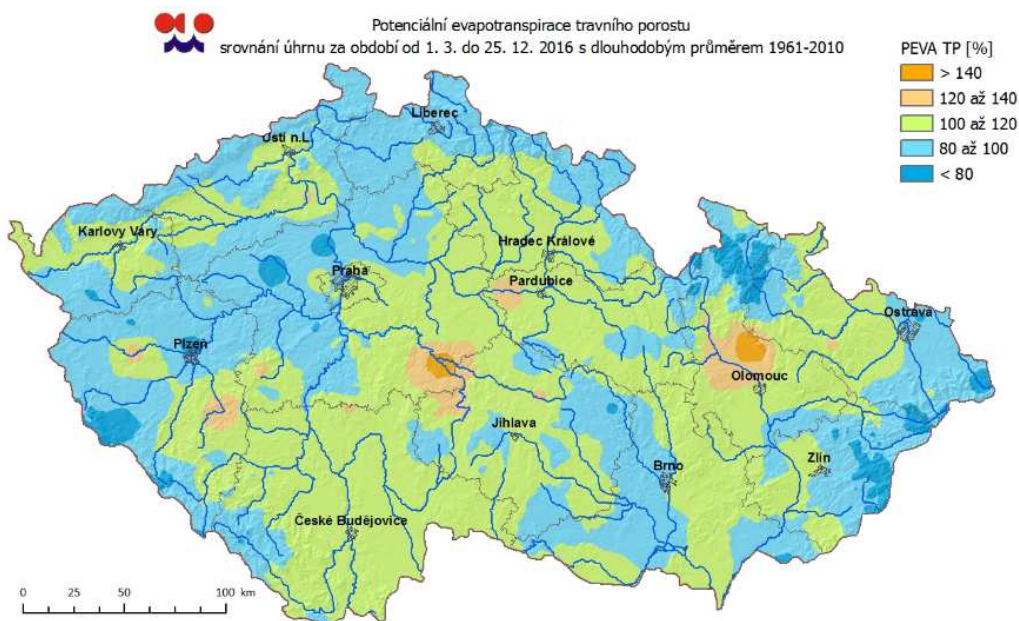 Potenciální evapotranspirace travního porostu
srovnání úhrnu za období od 1. 3. do 25. 12. 2016 s dlouhodobým průměrem 1961-2010
PEVA TP [%]
> 140
120 až 140
100 až 120
80 až 100
< 80
Liberec
Ústí n.L
Karlovy Vary
Hradec Králové
Praha
Pardubice
Ostrava
Plzeň
Olomouc
Jihlava
Zlín
Brno
České Budějovice
0 25 50 100 km